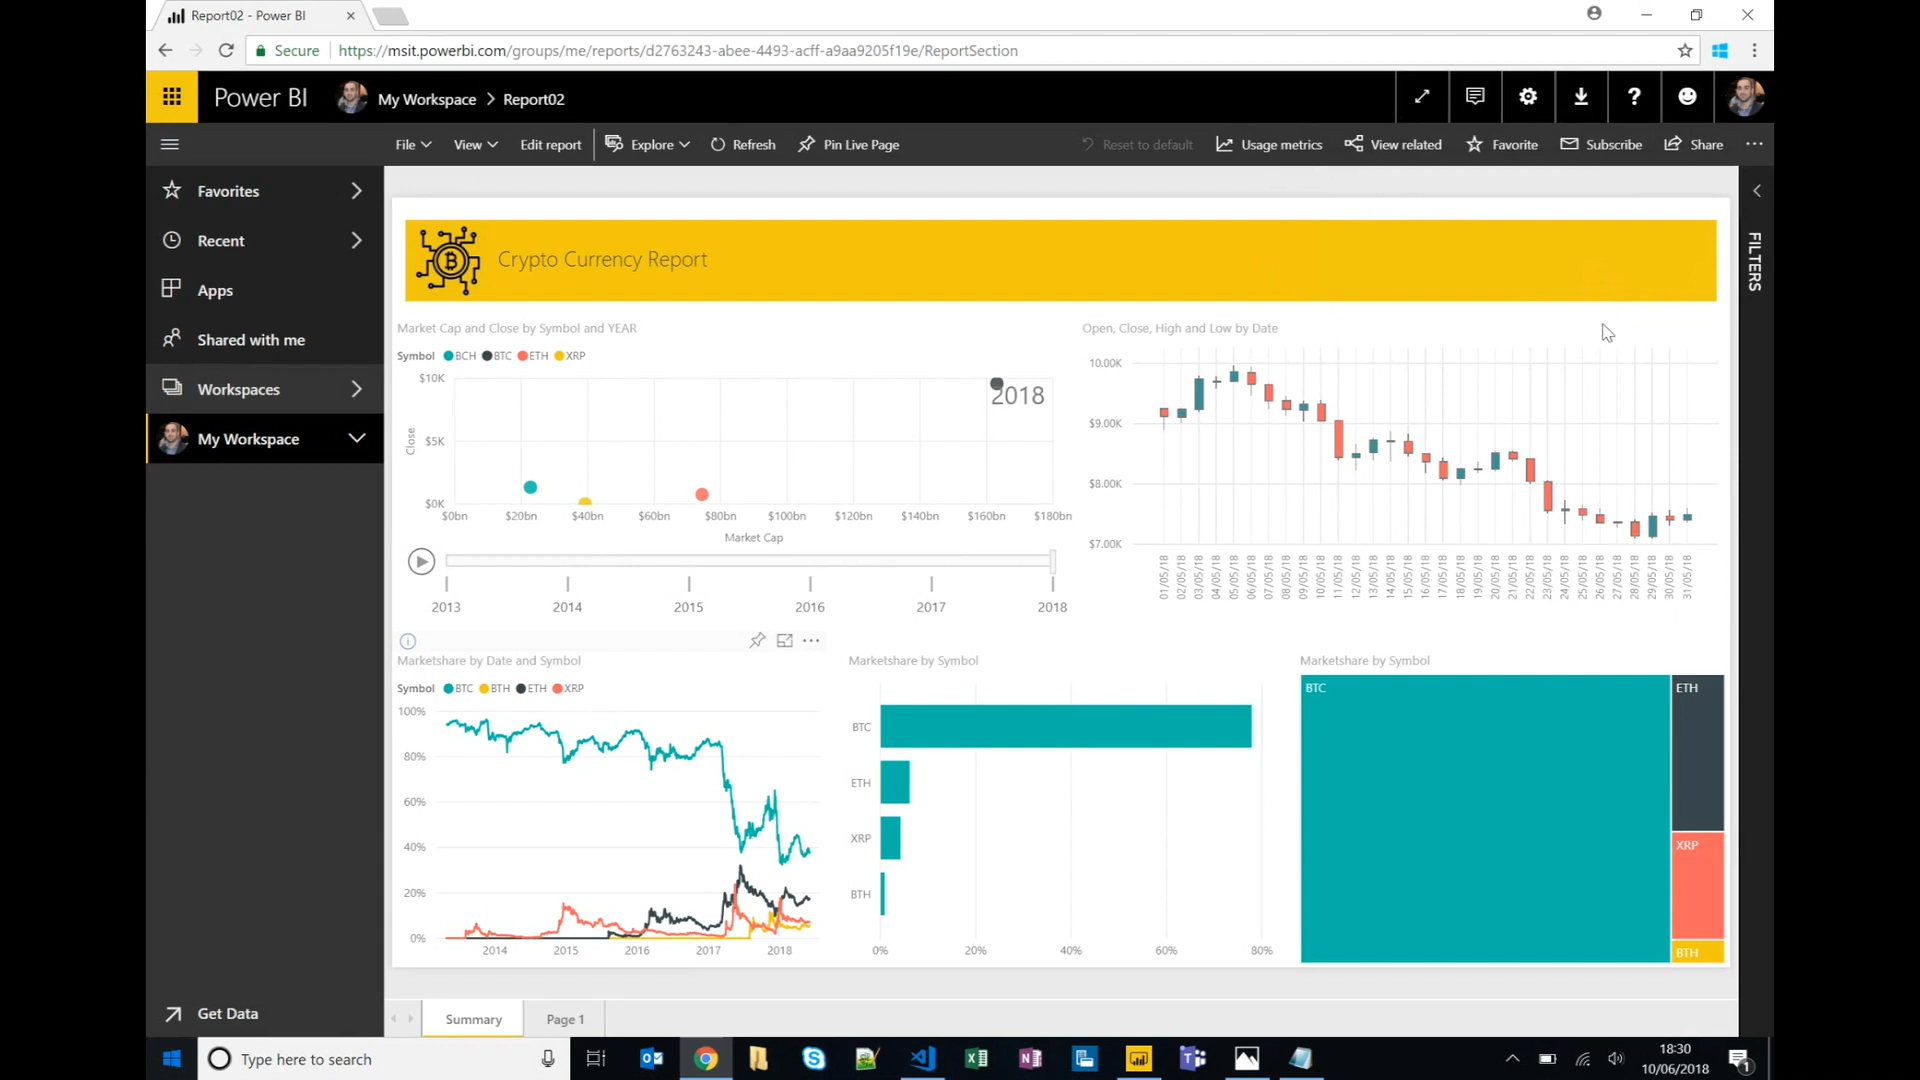 Report02 - Power BI
Secure
https://msit.powerbi.com/groups/me/reports/d2763243-abee-4493-acff-a9aa9205f19e/ReportSection
Power BI
My Workspace > Report02
File
View
Edit report
Explore
Refresh
Pin Live Page
Reset to default
Usage metrics
View related
Favorite
Subscribe
Share
Favorites
Recent
Apps
Shared with me
Workspaces
My Workspace
Get Data
FILTERS
Crypto Currency Report
Market Cap and Close by Symbol and YEAR
Symbol BCH BTC ETH XRP
$10K
$5K
$0K
Close
2018
$0bn $20bn $40bn $60bn $80bn $100bn $120bn $140bn $160bn $180bn
Market Cap
2013 2014 2015 2016 2017 2018
Open, Close, High and Low by Date
10.00K
$9.00K
$8.00K
$7.00K
01/05/18 02/05/18 03/05/18 04/05/18 05/05/18 06/05/18 07/05/18 08/05/18 09/05/18 10/05/18 11/05/18 12/05/18 13/05/18 14/05/18 15/05/18 16/05/18 17/05/18 18/05/18 19/05/18 20/05/18 21/05/18 22/05/18 23/05/18 24/05/18 25/05/18 26/05/18 27/05/18 28/05/18 29/05/18 30/05/18 31/05/18
Marketshare by Date and Symbol
Symbol BTC BTH ETH XRP
100%
80%
60%
40%
20%
0%
2014 2015 2016 2017 2018
Marketshare by Symbol
BTC
ETH
XRP
BTH
0% 20% 40% 60% 80%
Marketshare by Symbol
BTC
ETH
XRP
BTH
Summary
Page 1
Type here to search
18:30
10/06/2018
1